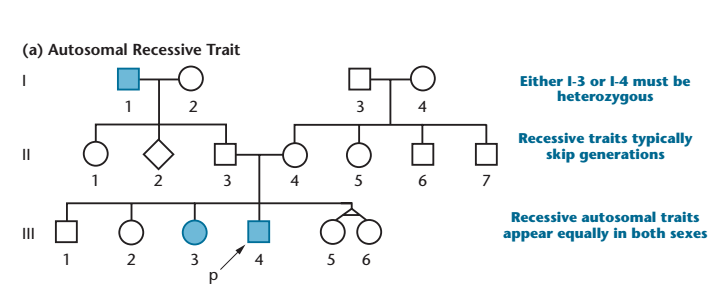 (a) Autosomal Recessive Trait
I
1 2 3 4
Either I-3 or I-4 must be
heterozygous
II
1 2 3 4 5 6 7
Recessive traits typically
skip generations
III
1 2 3 4 5 6
p
Recessive autosomal traits
appear equally in both sexes